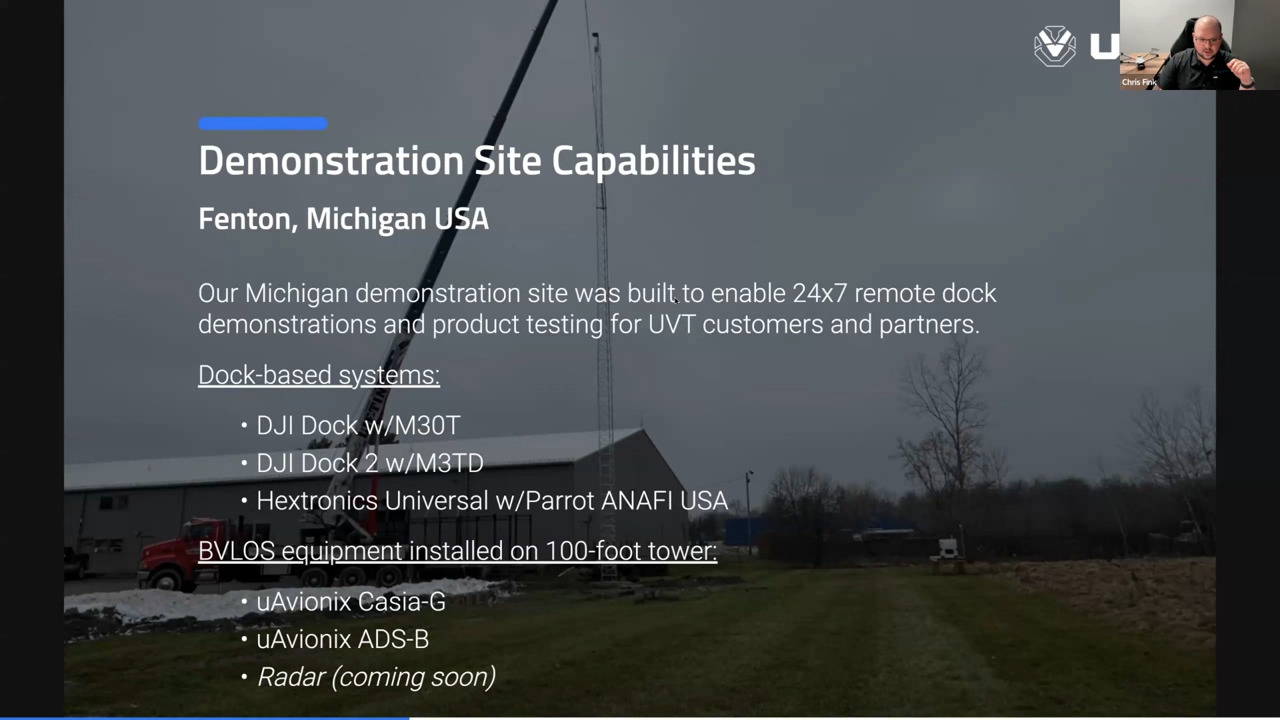 U
Chris Fink
Demonstration Site Capabilities
Fenton, Michigan USA
Our Michigan demonstration site was built to enable 24x7 remote dock
demonstrations and product testing for UVT customers and partners.
Dock-based systems:
• DJI Dock w/M30T
• DJI Dock 2 w/M3TD
• Hextronics Universal w/Parrot ANAFI USA
BVLOS equipment installed on 100-foot tower:
• uAvionix Casia-G
• uAvionix ADS-B
• Radar (coming soon)